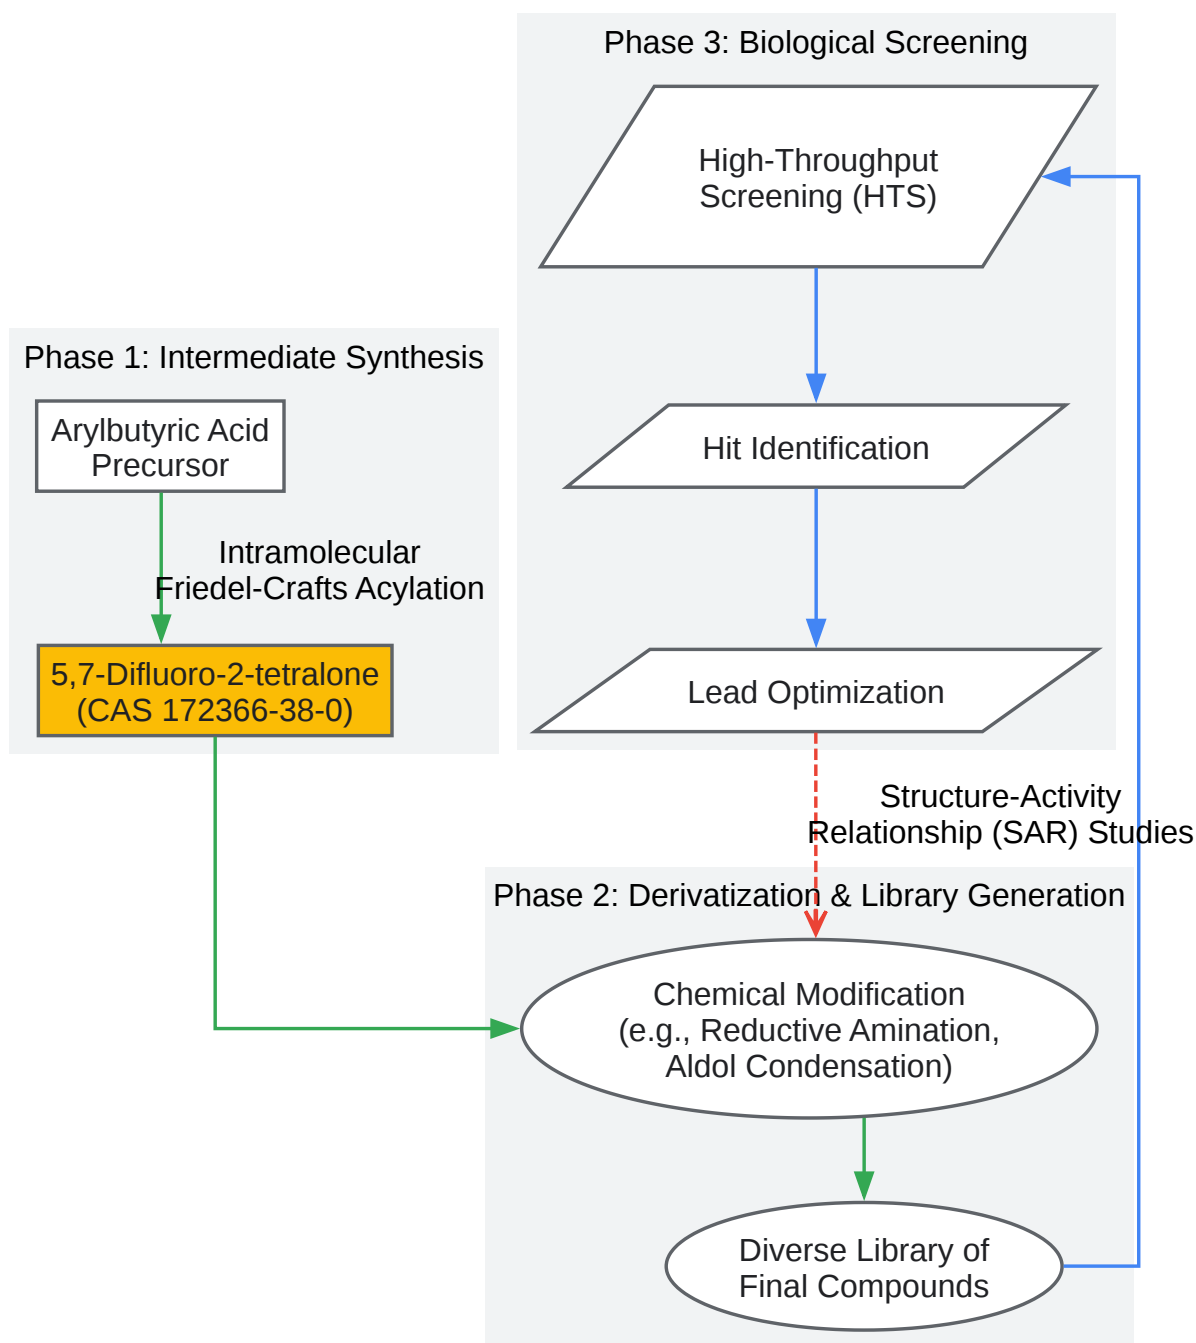 Phase 3: Biological Screening
High-Throughput
Screening (HTS)
Hit Identification
Lead Optimization
Phase 1: Intermediate Synthesis
Arylbutyric Acid
Precursor
Intramolecular
Friedel-Crafts Acylation
5,7-Difluoro-2-tetralone
(CAS 172366-38-0)
Structure-Activity
Relationship (SAR) Studies
Phase 2: Derivatization & Library Generation
Chemical Modification
(e.g., Reductive Amination,
Aldol Condensation)
Diverse Library of
Final Compounds